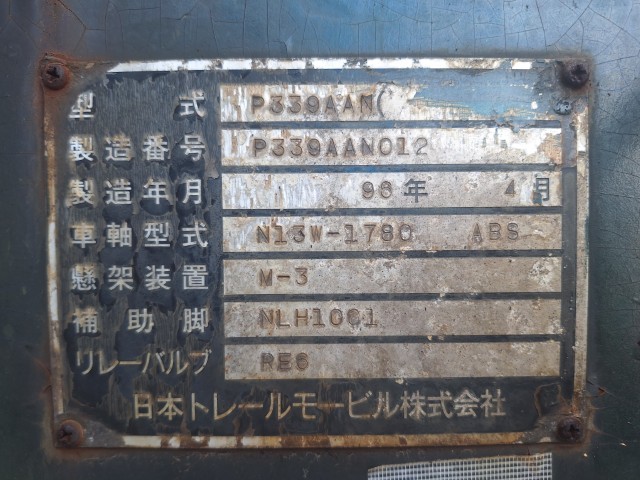 型式 P339AAN(
製造番号 P339AAN012
製造年月 98年 4月
車軸型式 N13W-1780 ABS
懸架装置 M-3
補助脚 NLH10C1
リレーバルブ RE6
日本トレールモービル株式会社